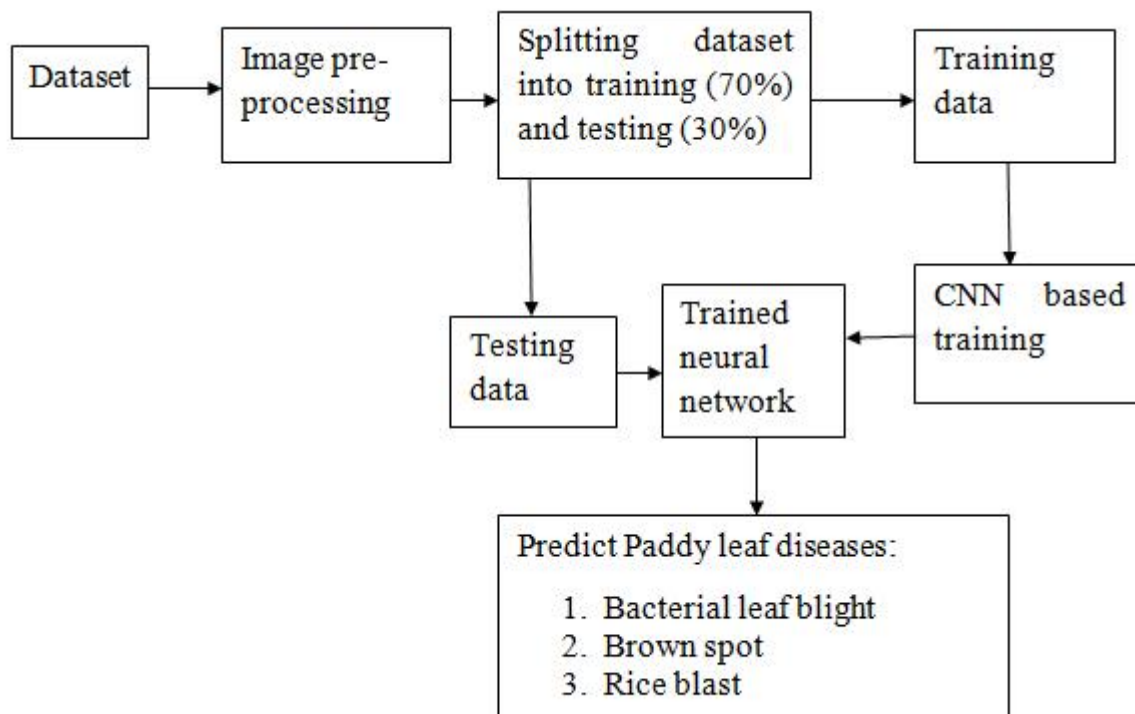 Dataset
Image pre-
processing
Splitting dataset
into training (70%)
and testing (30%)
Training
data
CNN based
training
Trained
neural
network
Testing
data
Predict Paddy leaf diseases:
1. Bacterial leaf blight
2. Brown spot
3. Rice blast